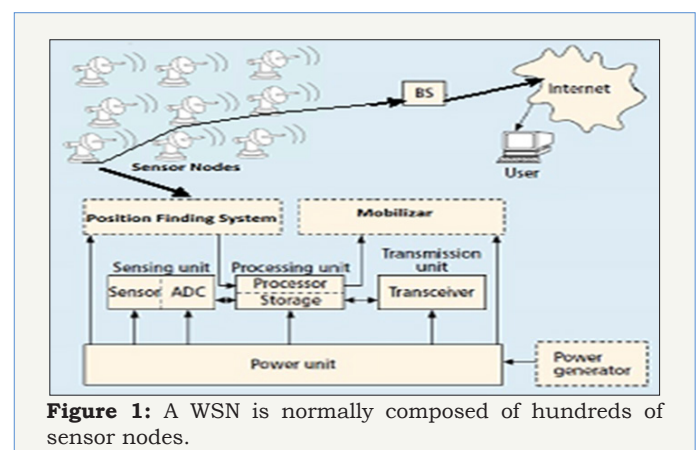 BS
Internet
User
Sensor Nodes
Position Finding System
Mobilizar
Sensing unit
Processing unit
Transmission
unit
Sensor
ADC
Processor
Storage
Transceiver
Power unit
Power
generator
Figure 1: A WSN is normally composed of hundreds of
sensor nodes.